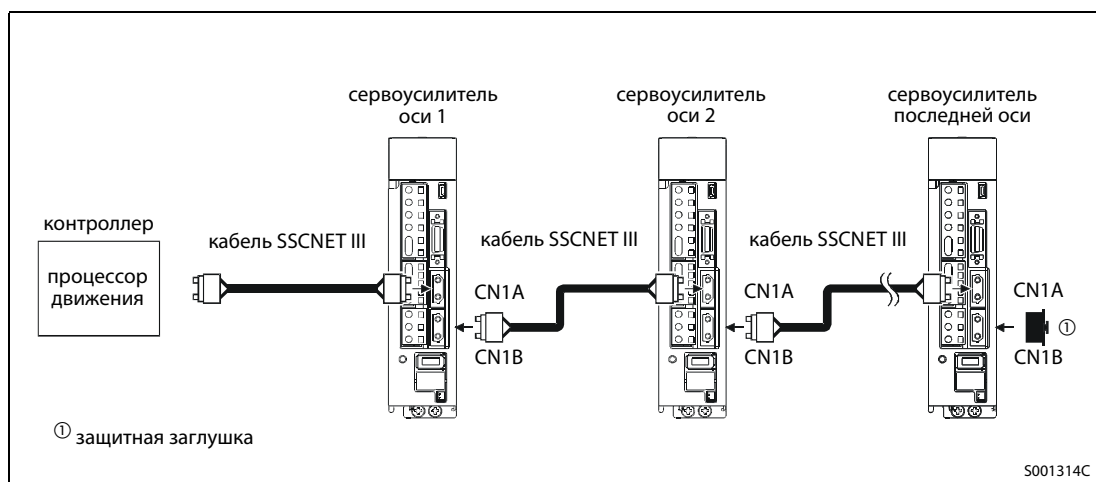 сервоусилитель
оси 1
сервоусилитель
оси 2
сервоусилитель
последней оси
контроллер
процессор
движения
кабель SSCNET III
кабель SSCNET III
кабель SSCNET III
CN1A
CN1B
CN1A
CN1B
CN1A
①
CN1B
① защитная заглушка
S001314C